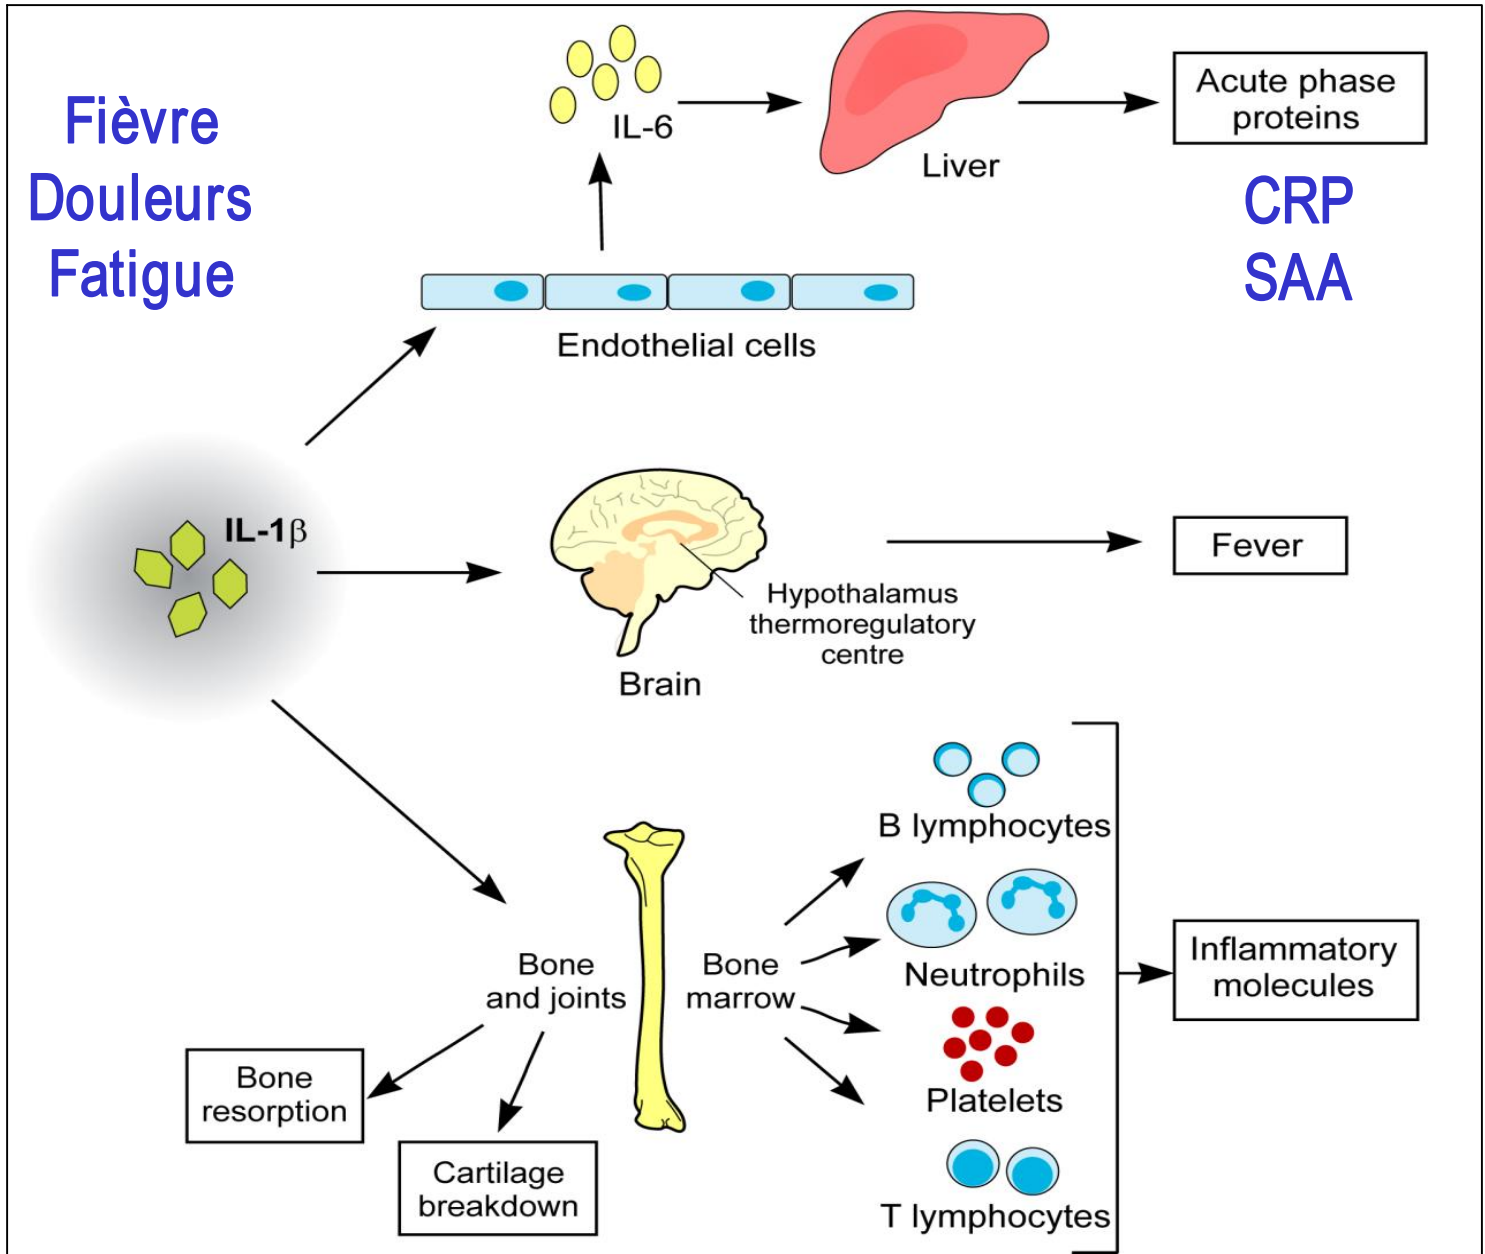 Fièvre
Douleurs
Fatigue
IL-6
Liver
Acute phase
proteins
CRP
SAA
Endothelial cells
IL-1β
Hypothalamus
thermoregulatory
centre
Brain
Fever
B lymphocytes
Neutrophils
Platelets
T lymphocytes
Inflammatory
molecules
Bone
and joints
Bone
marrow
Bone
resorption
Cartilage
breakdown